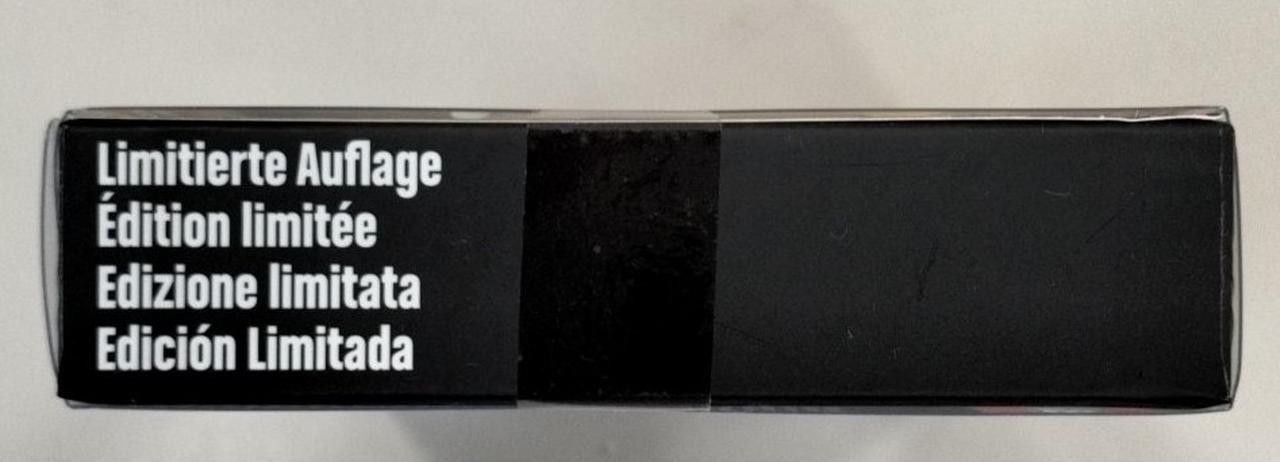 Limitierte Auflage
Édition limitée
Edizione limitata
Edición Limitada